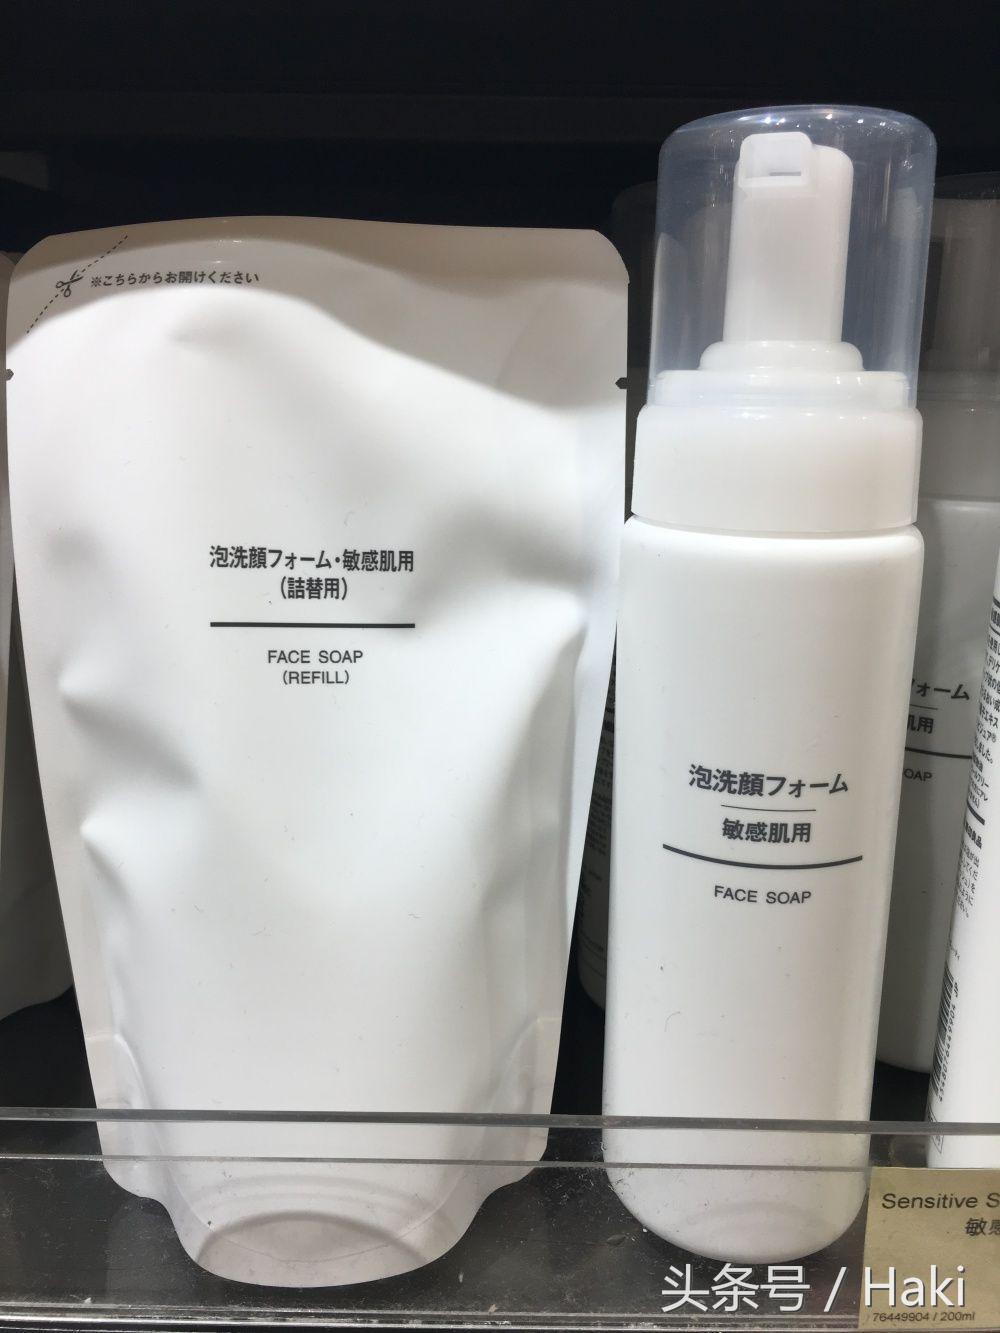 ※こちらからお開けください
泡洗顔フォーム・敏感肌用
(詰替用)
FACE SOAP
(REFILL)
泡洗顔フォーム
敏感肌用
FACE SOAP
フォーム
肌用
OAP
Sensitive S
敏感
头条号 / Haki
76449904 / 200ml